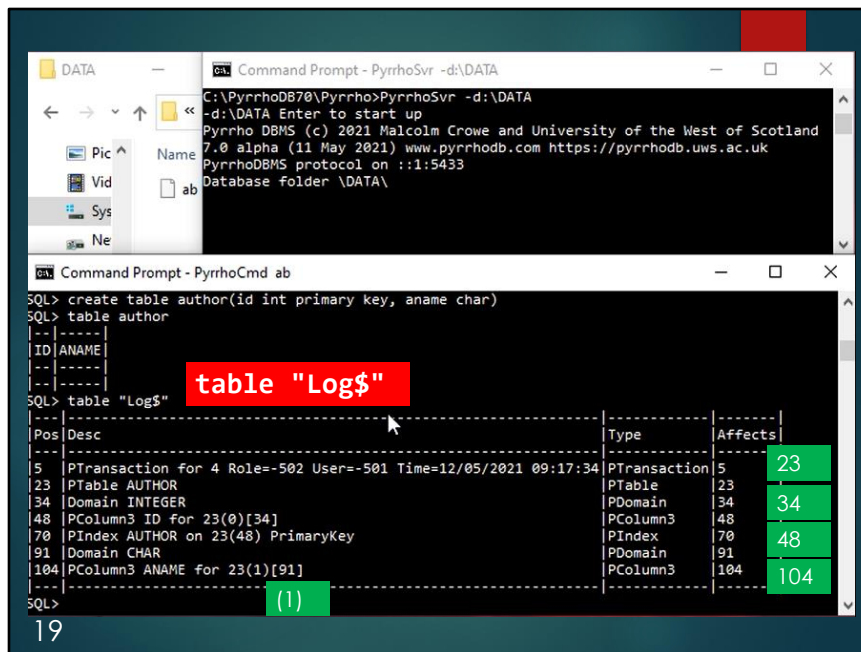 DATA
Command Prompt - PyrrhoSvr -d:\DATA
C:\PyrrhoDB70\Pyrrho>PyrrhoSvr -d:\DATA
-d:\DATA Enter to start up
Pyrrho DBMS (c) 2021 Malcolm Crowe and University of the West of Scotland
7.0 alpha (11 May 2021) www.pyrrhodb.com https://pyrrhodb.uws.ac.uk
PyrrhoDBMS protocol on ::1:5433
Database folder \DATA\
«
Pic
Name
Vid
ab
Sys
Ne
Command Prompt - PyrrhoCmd ab
SQL> create table author(id int primary key, aname char)
SQL> table author
|--|-----|
|ID|ANAME|
|--|-----|
|--|-----|
table "Log$"
SQL> table "Log$"
|---|----------------------------------------------------------------------|------------|-------|
|Pos|Desc |Type |Affects|
|---|----------------------------------------------------------------------|------------|-------|
|5 |PTransaction for 4 Role=-502 User=-501 Time=12/05/2021 09:17:34|PTransaction|5
|23 |PTable AUTHOR |PTable |23 | 23
|34 |Domain INTEGER |PDomain |34 | 34
|48 |PColumn3 ID for 23(0)[34] |PColumn3 |48
|70 |PIndex AUTHOR on 23(48) PrimaryKey |PIndex |70 | 48
|91 |Domain CHAR |PDomain |91
|104|PColumn3 ANAME for 23(1)[91] |PColumn3 |104 | 104
|---|----------------------------------------------------------------------|------------|-------|
(1)
SQL>
19